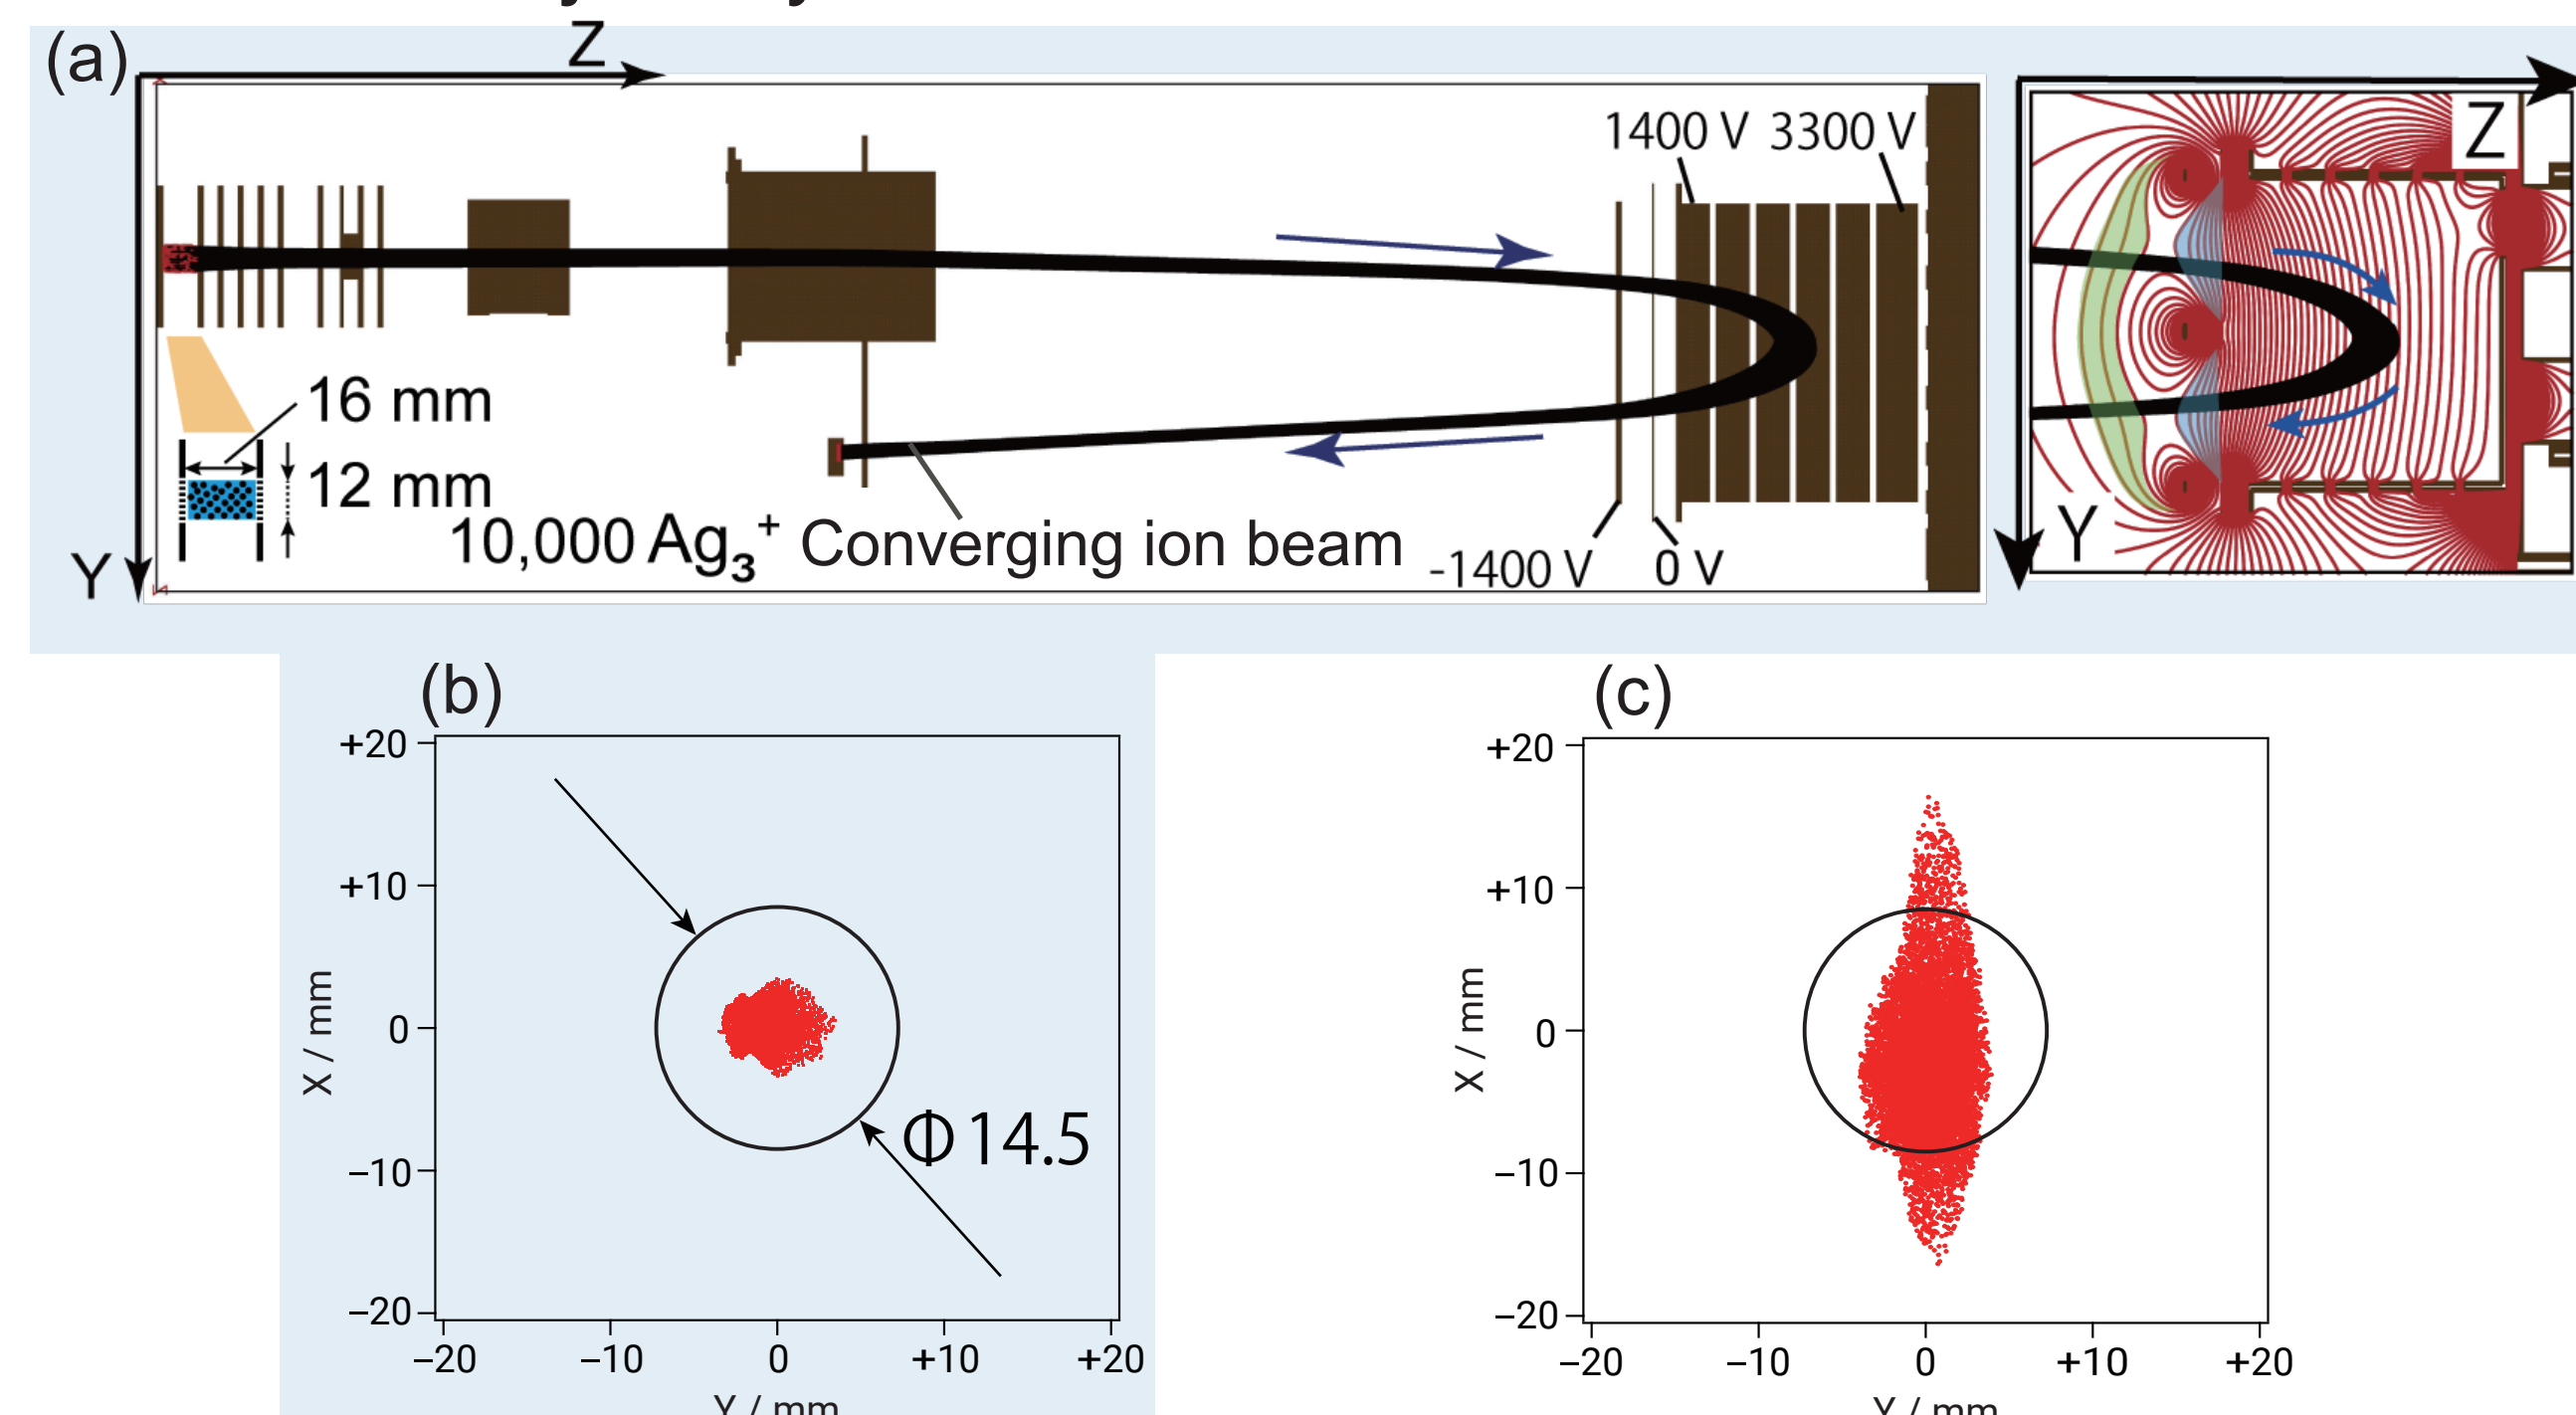 (a)
Z
1400 V 3300 V
Z
16 mm
12 mm
10,000 Ag₃⁺ Converging ion beam
-1400 V
0 V
Y
Y
(b)
+20
+10
0
−10
−20
X / mm
Φ14.5
−20 −10 0 +10 +20
Y / mm
(c)
+20
+10
0
−10
−20
X / mm
−20 −10 0 +10 +20
Y / mm